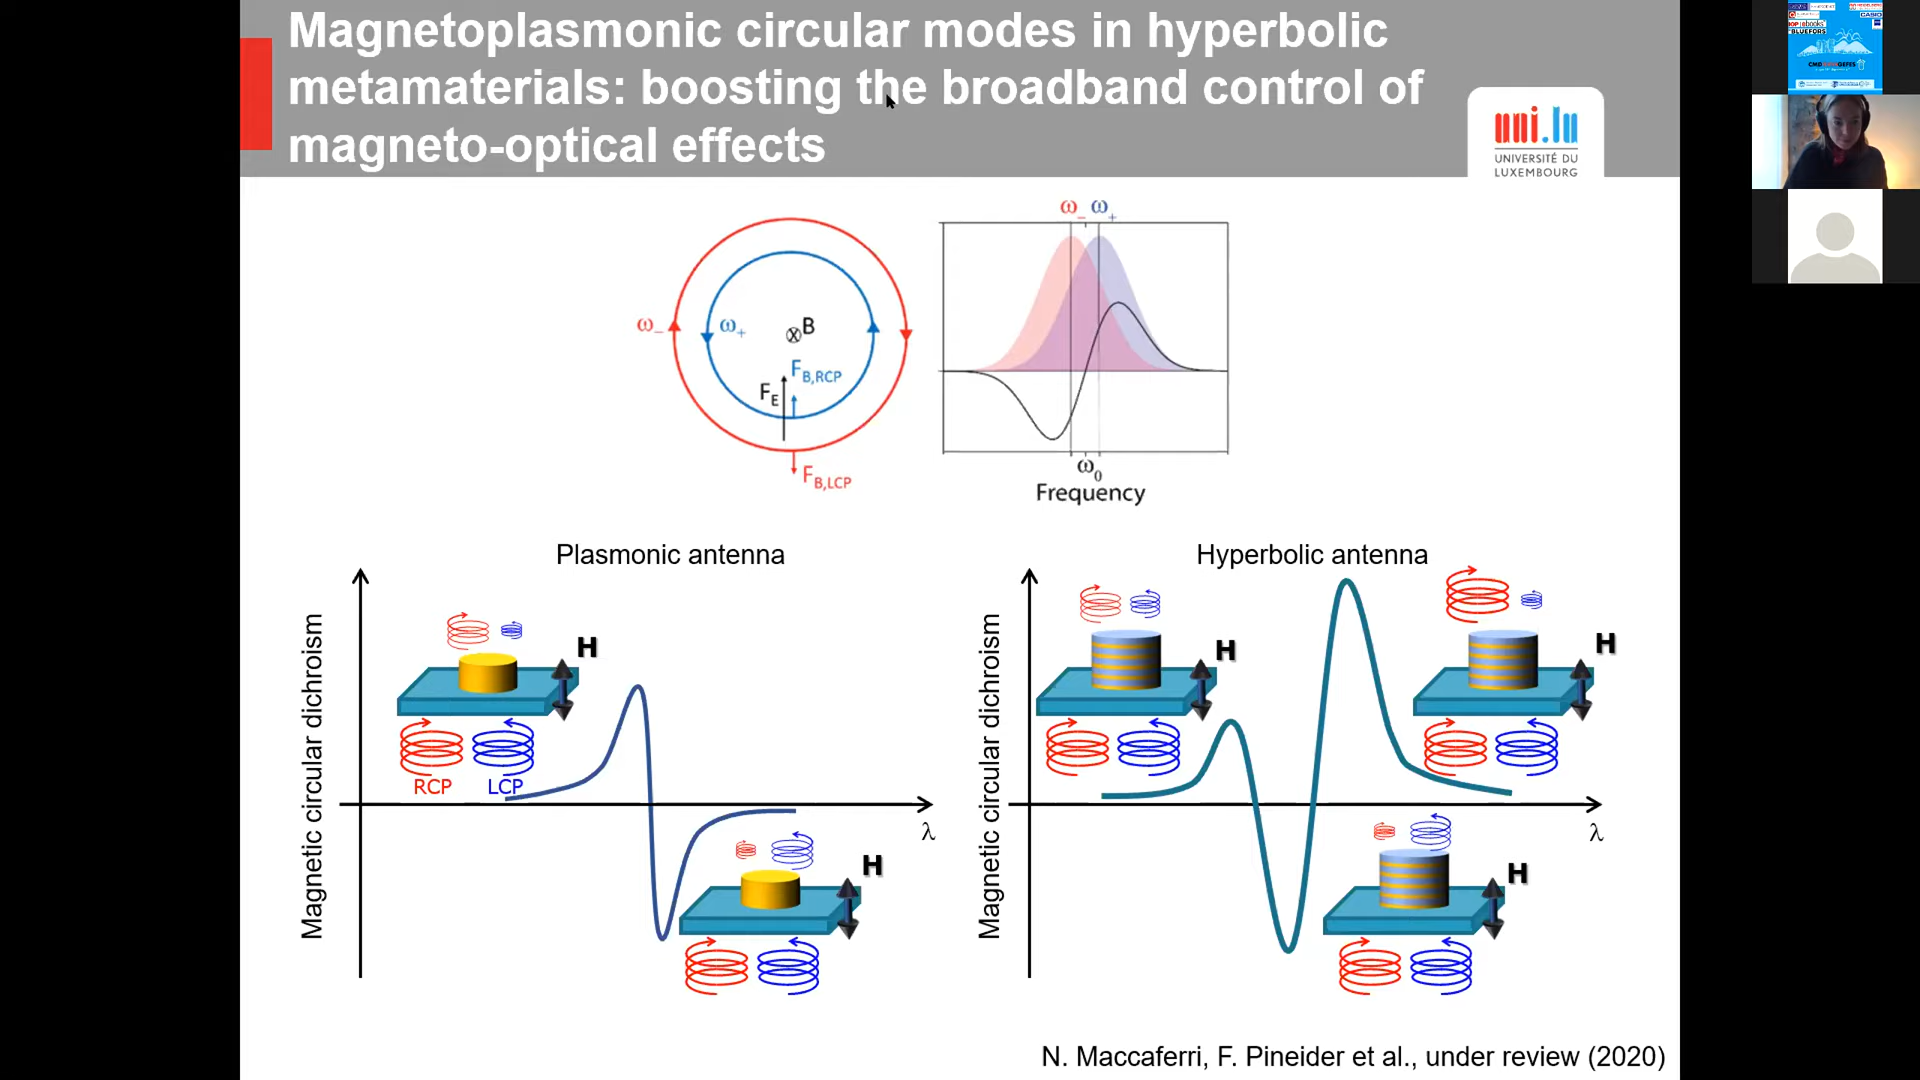 Magnetoplasmonic circular modes in hyperbolic
metamaterials: boosting the broadband control of
magneto-optical effects
uni.lu
UNIVERSITÉ DU
LUXEMBOURG
ω₋ ω₊
ω₋
ω₊
B
F_B,RCP
F_E
F_B,LCP
ω₀
Frequency
Plasmonic antenna
Magnetic circular dichroism
H
RCP
LCP
λ
H
Hyperbolic antenna
Magnetic circular dichroism
H
H
λ
H
N. Maccaferri, F. Pineider et al., under review (2020)
CASIO
BLUEFORS